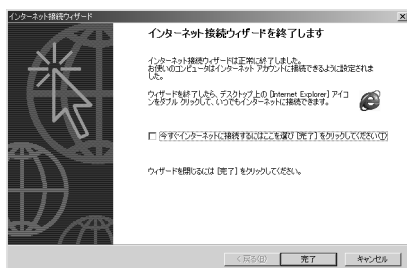 インターネット接続ウィザード
インターネット接続ウィザードを終了します
インターネット接続ウィザードは正常に終了しました。
お使いのコンピュータはインターネット アカウントに接続できるように設定されま
した。
ウィザードを終了したら、デスクトップ上の [Internet Explorer] アイコ
ンをダブル クリックして、いつでもインターネットに接続できます。
今すぐインターネットに接続するにはここを選び [完了] をクリックしてください(T)
ウィザードを閉じるには [完了] をクリックしてください。
< 戻る(B)
完了
キャンセル